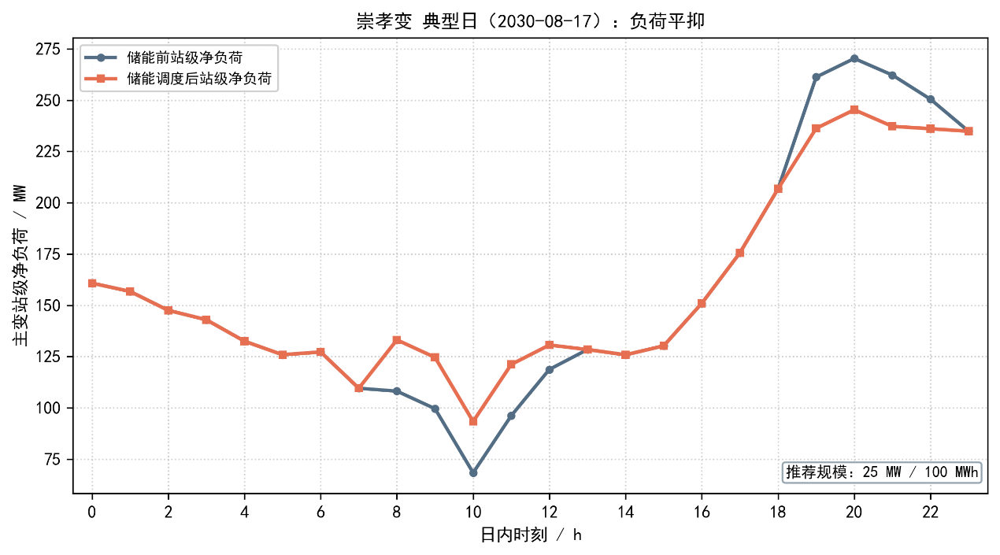 崇孝变 典型日（2030-08-17）：负荷平抑
储能前站级净负荷
储能调度后站级净负荷
主变站级净负荷 / MW
275
250
225
200
175
150
125
100
75
推荐规模：25 MW / 100 MWh
0 2 4 6 8 10 12 14 16 18 20 22
日内时刻 / h